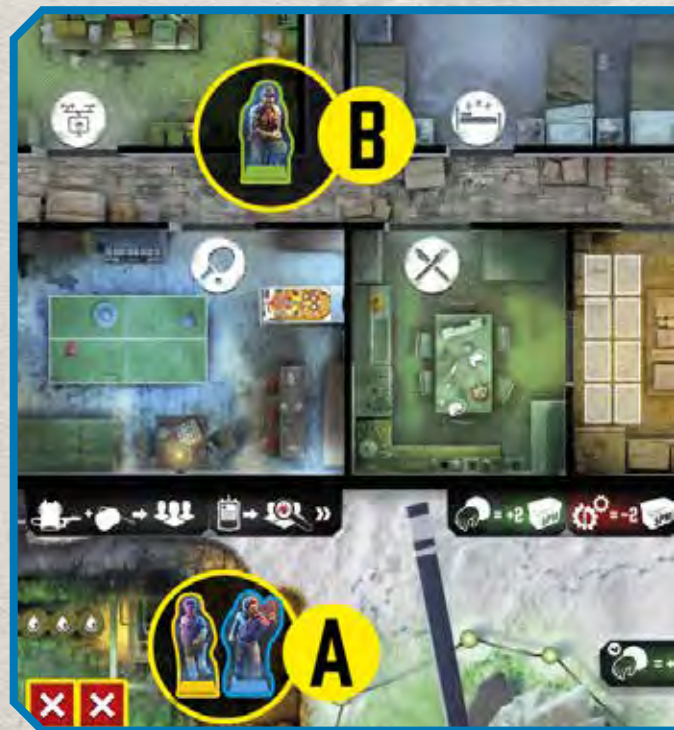 B
= +2
= -2
A
= +